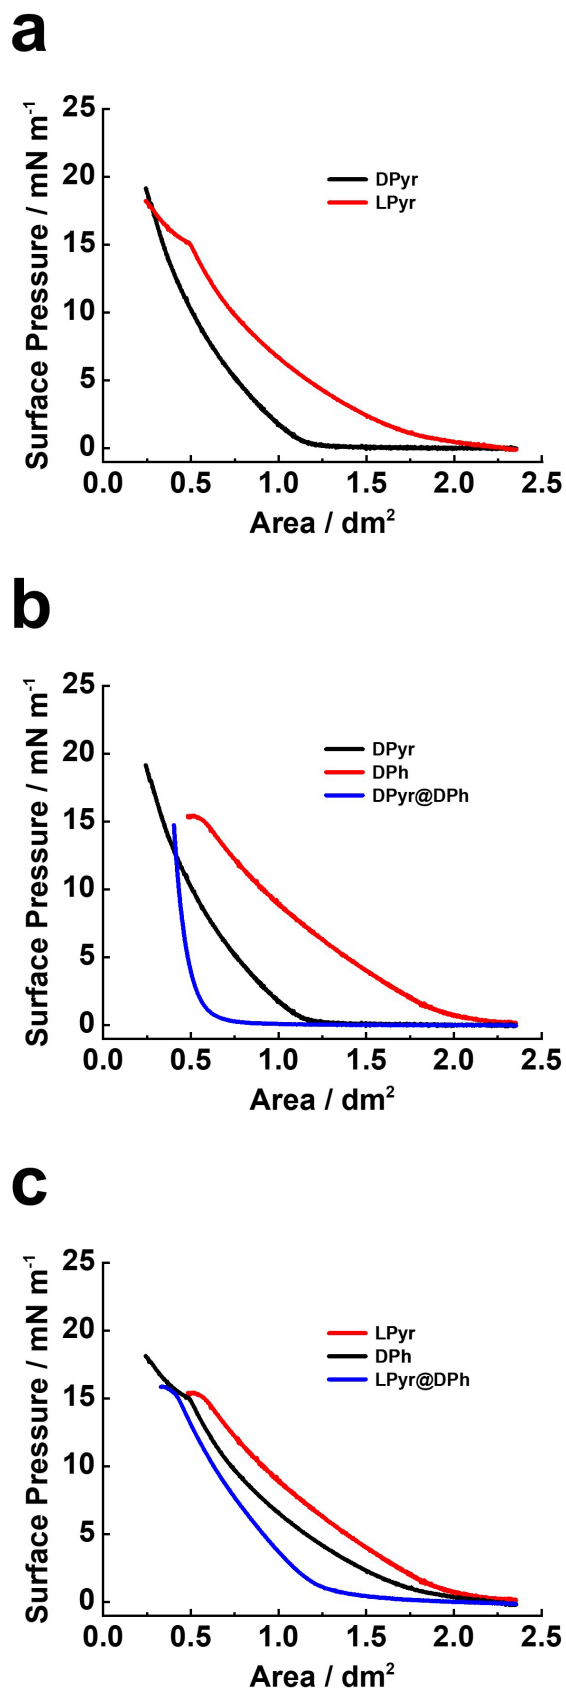 a
25
20
15
10
5
0
Surface Pressure / mN m⁻¹
DPyr
LPyr
0.0 0.5 1.0 1.5 2.0 2.5
Area / dm²
b
25
20
15
10
5
0
Surface Pressure / mN m⁻¹
DPyr
DPh
DPyr@DPh
0.0 0.5 1.0 1.5 2.0 2.5
Area / dm²
c
25
20
15
10
5
0
Surface Pressure / mN m⁻¹
LPyr
DPh
LPyr@DPh
0.0 0.5 1.0 1.5 2.0 2.5
Area / dm²